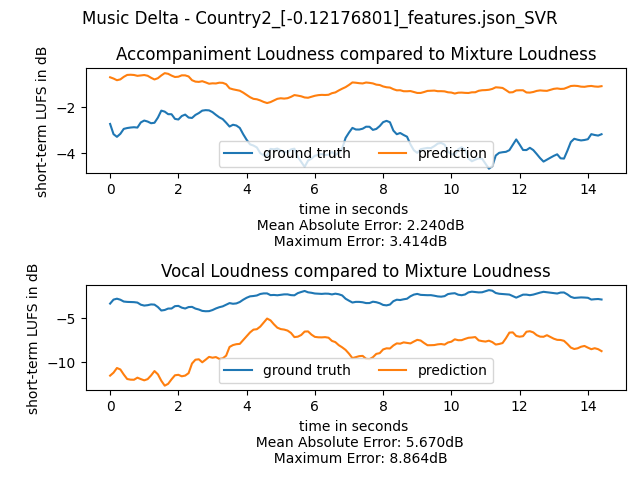 Music Delta - Country2_[-0.12176801]_features.json_SVR
Accompaniment Loudness compared to Mixture Loudness
short-term LUFS in dB
−2
−4
ground truth
prediction
0 2 4 6 8 10 12 14
time in seconds
Mean Absolute Error: 2.240dB
Maximum Error: 3.414dB
Vocal Loudness compared to Mixture Loudness
short-term LUFS in dB
−5
−10
ground truth
prediction
0 2 4 6 8 10 12 14
time in seconds
Mean Absolute Error: 5.670dB
Maximum Error: 8.864dB